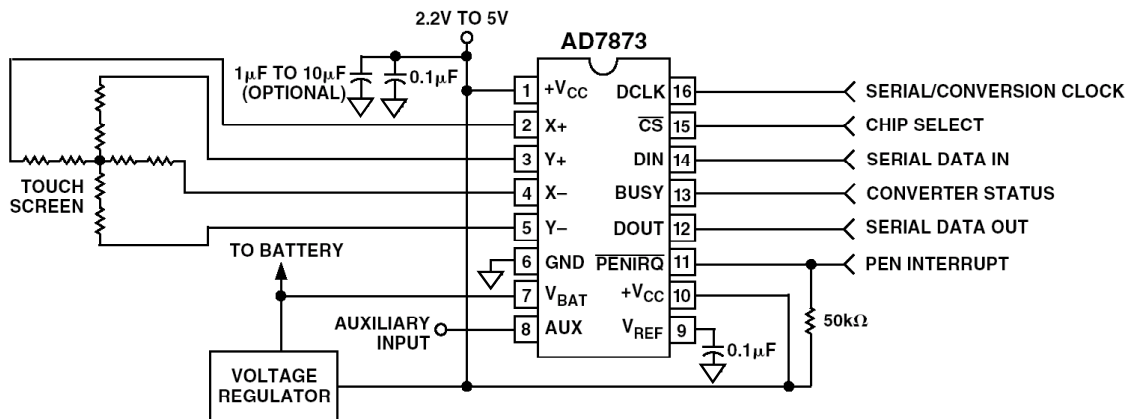 2.2V TO 5V
AD7873
1µF TO 10µF
(OPTIONAL)
0.1µF
1 +VCC
2 X+
3 Y+
4 X–
5 Y–
6 GND
7 VBAT
8 AUX
DCLK 16
CS 15
DIN 14
BUSY 13
DOUT 12
PENIRQ 11
+VCC 10
VREF 9
SERIAL/CONVERSION CLOCK
CHIP SELECT
SERIAL DATA IN
CONVERTER STATUS
SERIAL DATA OUT
PEN INTERRUPT
TOUCH
SCREEN
TO BATTERY
AUXILIARY
INPUT
VOLTAGE
REGULATOR
0.1µF
50kΩ